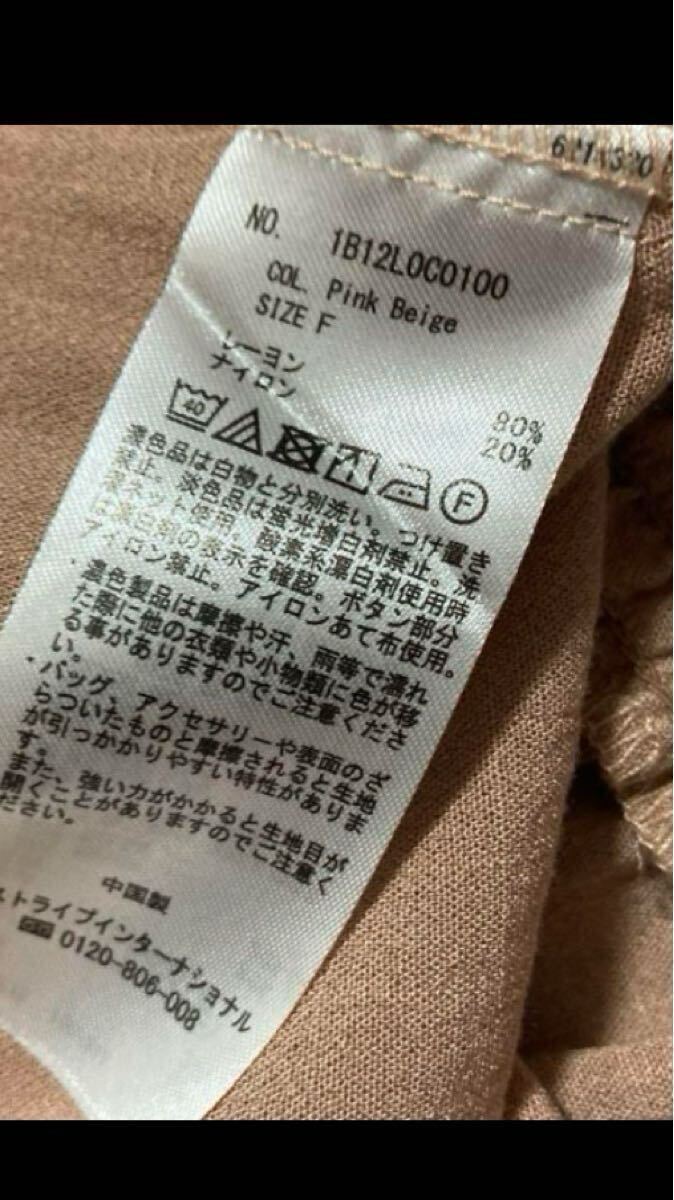 NO. 1B12L0C0100
COL. Pink Beige
SIZE F
レーヨン 80%
ナイロン 20%
40 F
濃色品は白物と分別洗い。つけ置き
禁止。淡色品は蛍光増白剤禁止。洗
濯ネット使用。酸素系漂白剤使用時
は漂白剤の表示を確認。ボタン部分
アイロン禁止。アイロンあて布使用。
・濃色製品は摩擦や汗、雨等で濡れ
た際に他の衣類や小物類に色が移
る事がありますのでご注意くださ
い。
・バッグ、アクセサリーや表面のざ
らついたものと摩擦されると生地
が引っかかりやすい特性がありま
す。
また、強い力がかかると生地目が
開くことがありますのでご注意く
ださい。
中国製
ストライプインターナショナル
0120-806-008